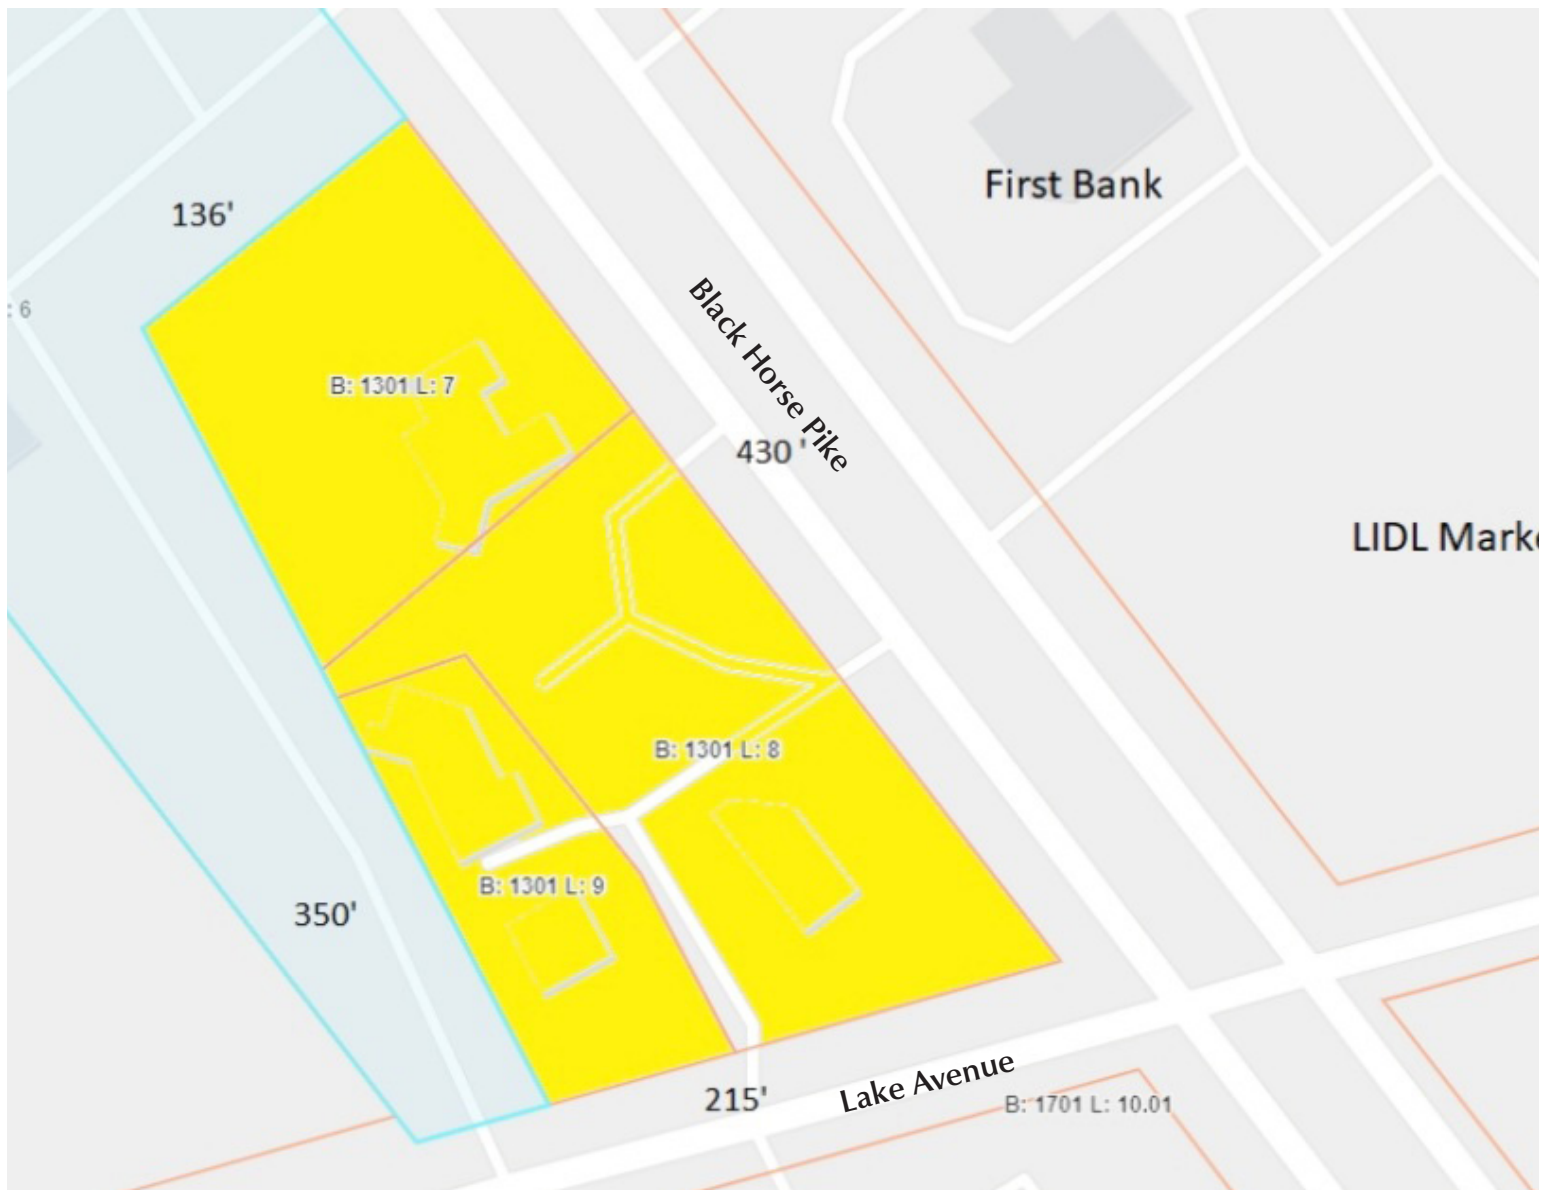 First Bank
136'
: 6
Black Horse Pike
B: 1301 L: 7
430 '
LIDL Marke
B: 1301 L: 8
B: 1301 L: 9
350'
Lake Avenue
215'
B: 1701 L: 10.01